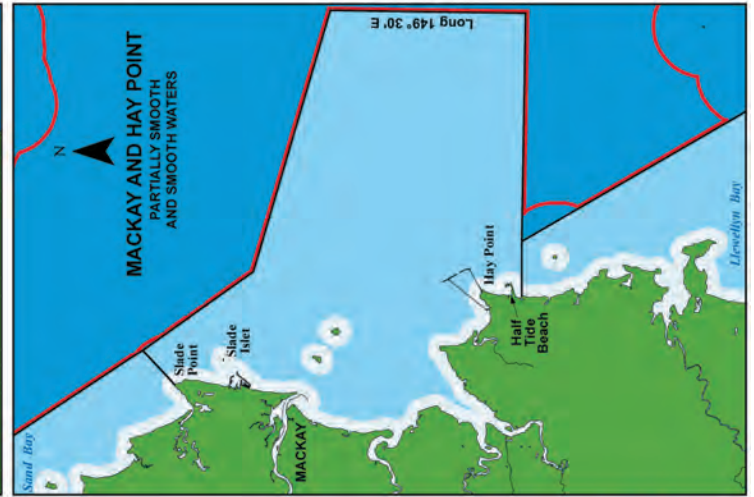 N
MACKAY AND HAY POINT
PARTIALLY SMOOTH
AND SMOOTH WATERS
Long 149° 30' E
Sand Bay
Slade
Point
Slade
Islet
MACKAY
Hay Point
Half
Tide
Beach
Llewellyn Bay